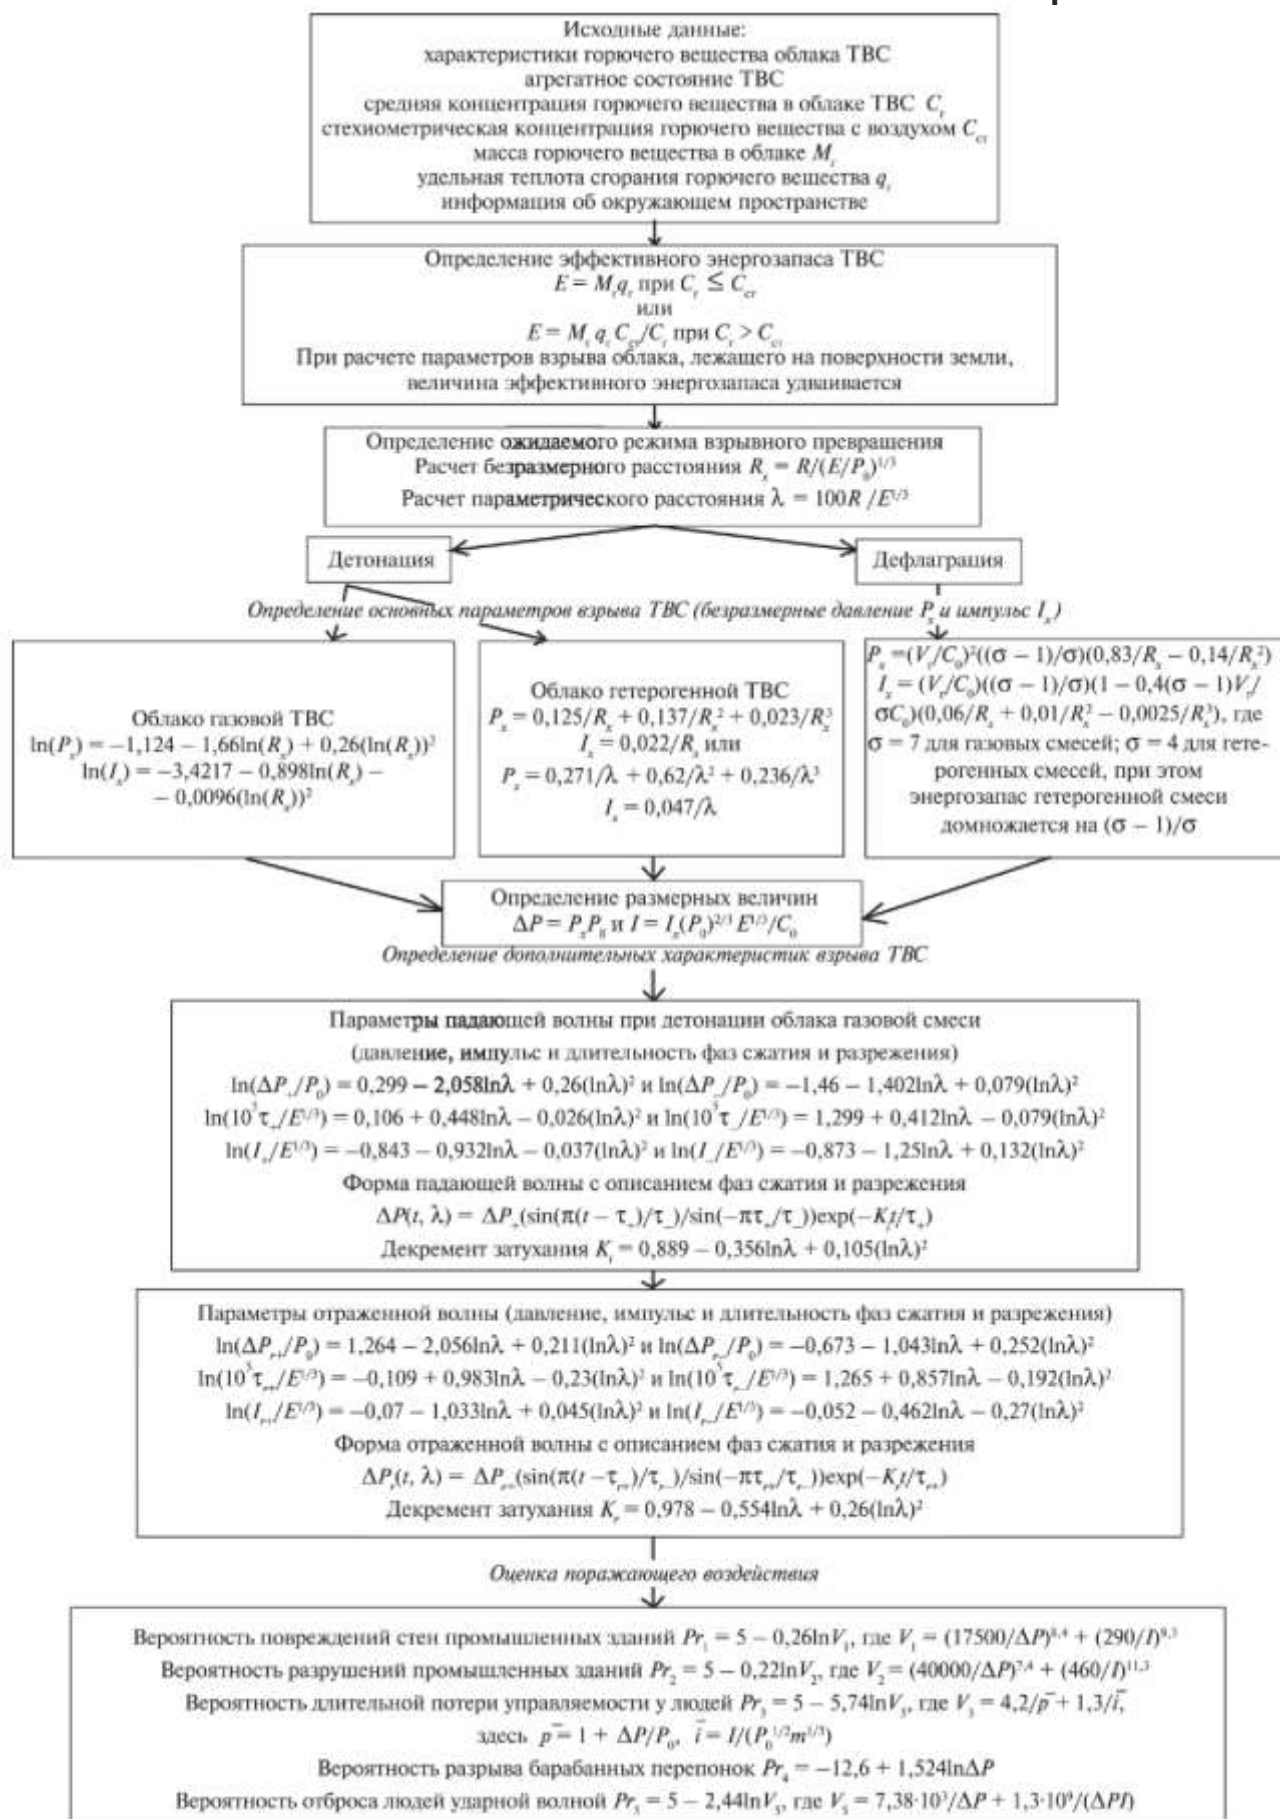 Исходные данные:
характеристики горючего вещества облака ТВС
агрегатное состояние ТВС
средняя концентрация горючего вещества в облаке ТВС C_г
стехиометрическая концентрация горючего вещества с воздухом C_ст
масса горючего вещества в облаке M_г
удельная теплота сгорания горючего вещества q_г
информация об окружающем пространстве
Определение эффективного энергозапаса ТВС
E = M_г q_г при C_г ≤ C_ст
или
E = M_г q_г C_ст/C_г при C_г > C_ст
При расчете параметров взрыва облака, лежащего на поверхности земли,
величина эффективного энергозапаса удваивается
Определение ожидаемого режима взрывного превращения
Расчет безразмерного расстояния R_x = R/(E/P_0)^1/3
Расчет параметрического расстояния λ = 100R /E^1/3
Детонация
Дефлаграция
Определение основных параметров взрыва ТВС (безразмерные давление P_x и импульс I_x)
Облако газовой ТВС
ln(P_x) = −1,124 − 1,66ln(R_x) + 0,26(ln(R_x))²
ln(I_x) = −3,4217 − 0,898ln(R_x) −
− 0,0096(ln(R_x))²
Облако гетерогенной ТВС
P_x = 0,125/R_x + 0,137/R_x² + 0,023/R_x³
I_x = 0,022/R_x или
P_x = 0,271/λ + 0,62/λ² + 0,236/λ³
I_x = 0,047/λ
P_x =(V_г/C_0)²((σ − 1)/σ)(0,83/R_x − 0,14/R_x²)
I_x = (V_г/C_0)((σ − 1)/σ)(1 − 0,4(σ − 1)V_г/
σC_0)(0,06/R_x + 0,01/R_x² − 0,0025/R_x³), где
σ = 7 для газовых смесей; σ = 4 для гете-
рогенных смесей, при этом
энергозапас гетерогенной смеси
домножается на (σ − 1)/σ
Определение размерных величин
ΔP = P_x P_0 и I = I_x(P_0)^2/3 E^1/3/C_0
Определение дополнительных характеристик взрыва ТВС
Параметры падающей волны при детонации облака газовой смеси
(давление, импульс и длительность фаз сжатия и разрежения)
ln(ΔP_+/P_0) = 0,299 − 2,058lnλ + 0,26(lnλ)² и ln(ΔP_−/P_0) = −1,46 − 1,402lnλ + 0,079(lnλ)²
ln(10⁵τ_+/E^1/3) = 0,106 + 0,448lnλ − 0,026(lnλ)² и ln(10⁵τ_−/E^1/3) = 1,299 + 0,412lnλ − 0,079(lnλ)²
ln(I_+/E^1/3) = −0,843 − 0,932lnλ − 0,037(lnλ)² и ln(I_−/E^1/3) = −0,873 − 1,25lnλ + 0,132(lnλ)²
Форма падающей волны с описанием фаз сжатия и разрежения
ΔP(t, λ) = ΔP_+(sin(π(t − τ_+)/τ_−)/sin(−πτ_+/τ_−))exp(−K_i t/τ_+)
Декремент затухания K_i = 0,889 − 0,356lnλ + 0,105(lnλ)²
Параметры отраженной волны (давление, импульс и длительность фаз сжатия и разрежения)
ln(ΔP_r+/P_0) = 1,264 − 2,056lnλ + 0,211(lnλ)² и ln(ΔP_r−/P_0) = −0,673 − 1,043lnλ + 0,252(lnλ)²
ln(10⁵τ_r+/E^1/3) = −0,109 + 0,983lnλ − 0,23(lnλ)² и ln(10⁵τ_r−/E^1/3) = 1,265 + 0,857lnλ − 0,192(lnλ)²
ln(I_r+/E^1/3) = −0,07 − 1,033lnλ + 0,045(lnλ)² и ln(I_r−/E^1/3) = −0,052 − 0,462lnλ − 0,27(lnλ)²
Форма отраженной волны с описанием фаз сжатия и разрежения
ΔP_r(t, λ) = ΔP_r+(sin(π(t − τ_r+)/τ_r−)/sin(−πτ_r+/τ_r−))exp(−K_r t/τ_r+)
Декремент затухания K_r = 0,978 − 0,554lnλ + 0,26(lnλ)²
Оценка поражающего воздействия
Вероятность повреждений стен промышленных зданий Pr_1 = 5 − 0,26lnV_1, где V_1 = (17500/ΔP)^8,4 + (290/I)^9,3
Вероятность разрушений промышленных зданий Pr_2 = 5 − 0,22lnV_2, где V_2 = (40000/ΔP)^7,4 + (460/I)^11,3
Вероятность длительной потери управляемости у людей Pr_3 = 5 − 5,74lnV_3, где V_3 = 4,2/p̄ + 1,3/ī,
здесь p̄ = 1 + ΔP/P_0, ī = I/(P_0^1/2 m^1/3)
Вероятность разрыва барабанных перепонок Pr_4 = −12,6 + 1,524lnΔP
Вероятность отброса людей ударной волной Pr_5 = 5 − 2,44lnV_5, где V_5 = 7,38·10³/ΔP + 1,3·10⁹/(ΔPI)